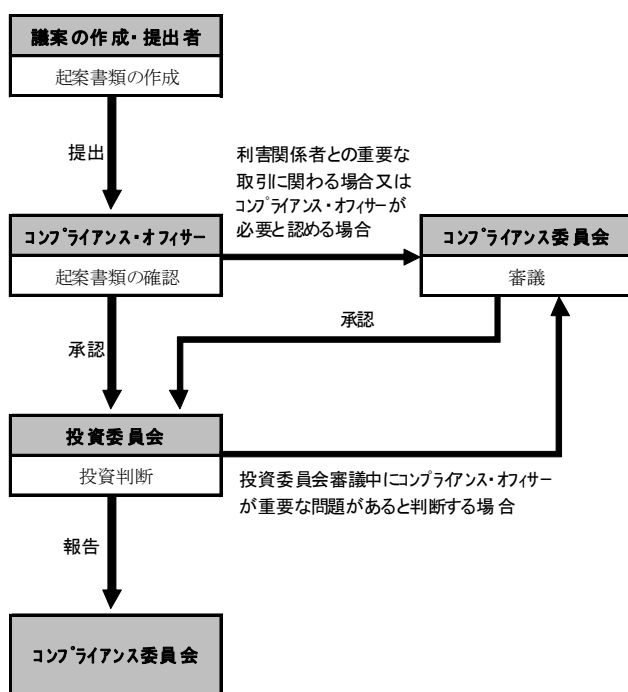 議案の作成・提出者
起案書類の作成
提出
利害関係者との重要な
取引に関わる場合又は
コンプライアンス・オフィサーが
必要と認める場合
コンプライアンス・オフィサー
起案書類の確認
コンプライアンス委員会
審議
承認
承認
投資委員会
投資判断
投資委員会審議中にコンプライアンス・オフィサー
が重要な問題があると判断する場合
報告
コンプライアンス委員会